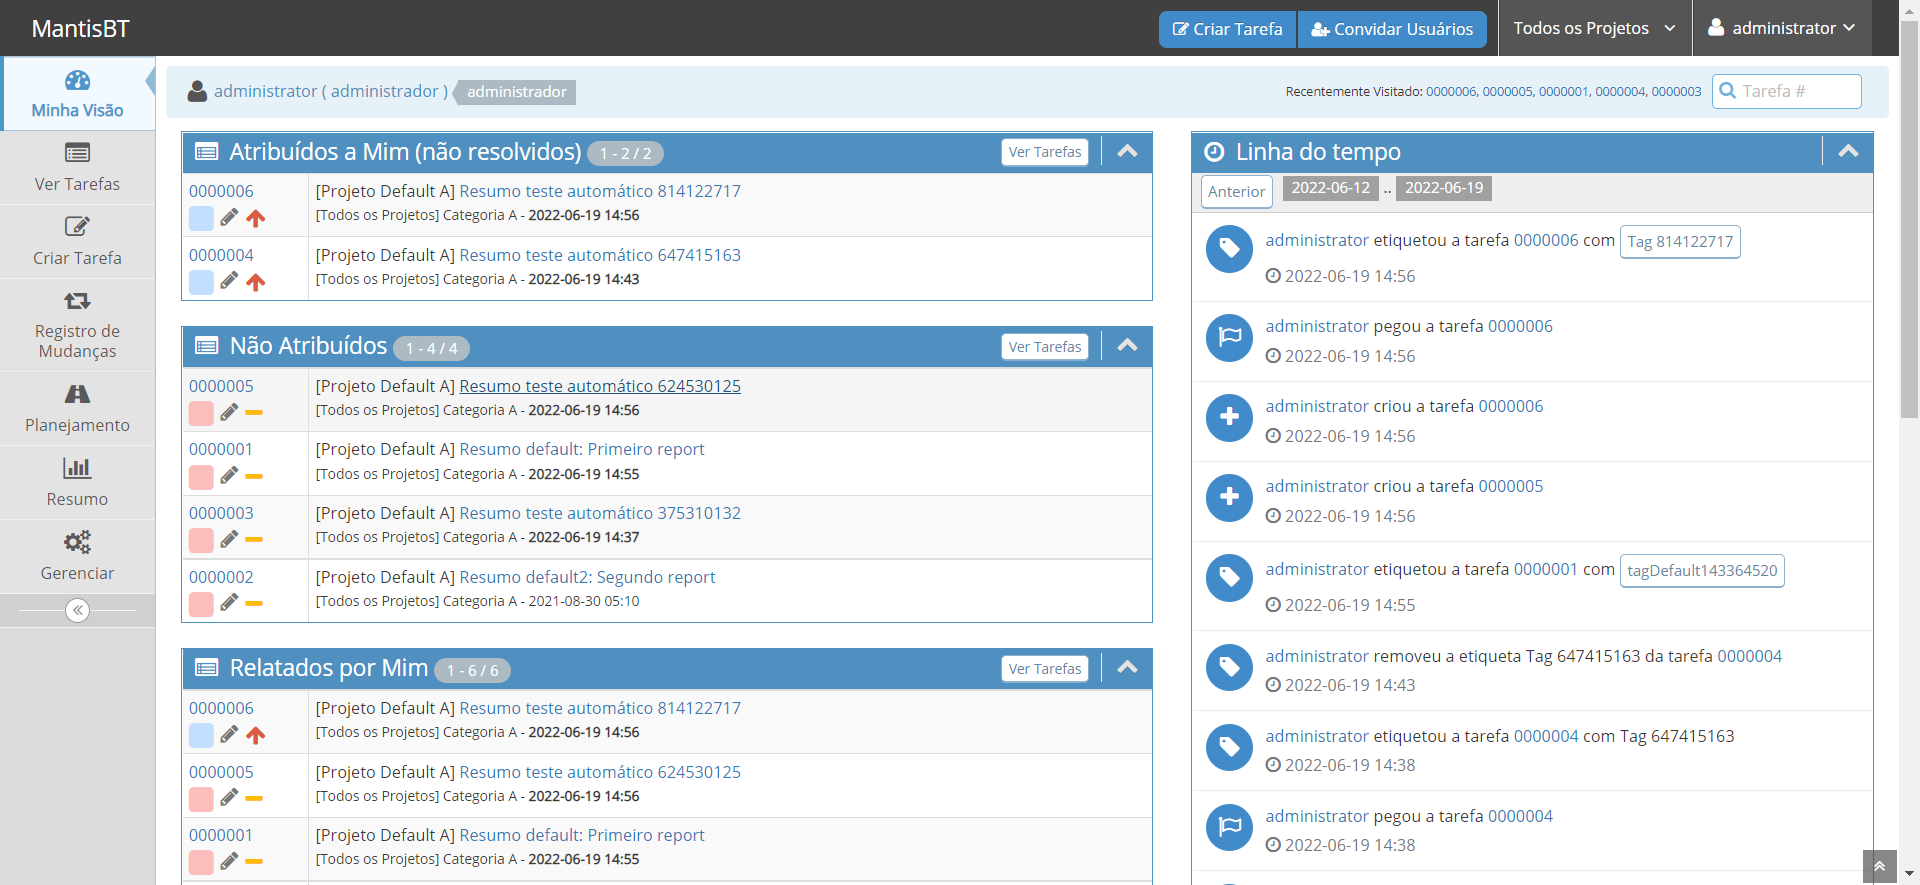 MantisBT
Criar Tarefa
Convidar Usuários
Todos os Projetos
administrator
Minha Visão
Ver Tarefas
Criar Tarefa
Registro de
Mudanças
Planejamento
Resumo
Gerenciar
administrator ( administrador ) administrador
Recentemente Visitado: 0000006, 0000005, 0000001, 0000004, 0000003
Tarefa #
Atribuídos a Mim (não resolvidos) 1 - 2 / 2
Ver Tarefas
0000006
[Projeto Default A] Resumo teste automático 814122717
[Todos os Projetos] Categoria A - 2022-06-19 14:56
0000004
[Projeto Default A] Resumo teste automático 647415163
[Todos os Projetos] Categoria A - 2022-06-19 14:43
Não Atribuídos 1 - 4 / 4
Ver Tarefas
0000005
[Projeto Default A] Resumo teste automático 624530125
[Todos os Projetos] Categoria A - 2022-06-19 14:56
0000001
[Projeto Default A] Resumo default: Primeiro report
[Todos os Projetos] Categoria A - 2022-06-19 14:55
0000003
[Projeto Default A] Resumo teste automático 375310132
[Todos os Projetos] Categoria A - 2022-06-19 14:37
0000002
[Projeto Default A] Resumo default2: Segundo report
[Todos os Projetos] Categoria A - 2021-08-30 05:10
Relatados por Mim 1 - 6 / 6
Ver Tarefas
0000006
[Projeto Default A] Resumo teste automático 814122717
[Todos os Projetos] Categoria A - 2022-06-19 14:56
0000005
[Projeto Default A] Resumo teste automático 624530125
[Todos os Projetos] Categoria A - 2022-06-19 14:56
0000001
[Projeto Default A] Resumo default: Primeiro report
[Todos os Projetos] Categoria A - 2022-06-19 14:55
Linha do tempo
Anterior 2022-06-12 .. 2022-06-19
administrator etiquetou a tarefa 0000006 com Tag 814122717
2022-06-19 14:56
administrator pegou a tarefa 0000006
2022-06-19 14:56
administrator criou a tarefa 0000006
2022-06-19 14:56
administrator criou a tarefa 0000005
2022-06-19 14:56
administrator etiquetou a tarefa 0000001 com tagDefault143364520
2022-06-19 14:55
administrator removeu a etiqueta Tag 647415163 da tarefa 0000004
2022-06-19 14:43
administrator etiquetou a tarefa 0000004 com Tag 647415163
2022-06-19 14:38
administrator pegou a tarefa 0000004
2022-06-19 14:38